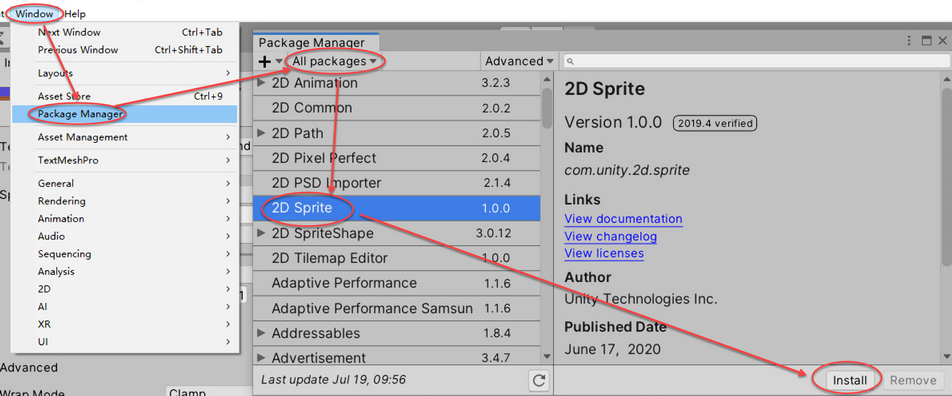 Window Help
Next Window Ctrl+Tab
Previous Window Ctrl+Shift+Tab
Layouts
Asset Store Ctrl+9
Package Manager
Asset Management
TextMeshPro
General
Rendering
Animation
Audio
Sequencing
Analysis
2D
AI
XR
UI
Advanced
Wrap Mode Clamp
Package Manager
+ All packages Advanced
2D Animation 3.2.3
2D Common 2.0.2
2D Path 2.0.5
2D Pixel Perfect 2.0.4
2D PSD Importer 2.1.4
2D Sprite 1.0.0
2D SpriteShape 3.0.12
2D Tilemap Editor 1.0.0
Adaptive Performance 1.1.6
Adaptive Performance Samsun 1.1.6
Addressables 1.8.4
Advertisement 3.4.7
Last update Jul 19, 09:56
2D Sprite
Version 1.0.0 2019.4 verified
Name
com.unity.2d.sprite
Links
View documentation
View changelog
View licenses
Author
Unity Technologies Inc.
Published Date
June 17, 2020
Install Remove